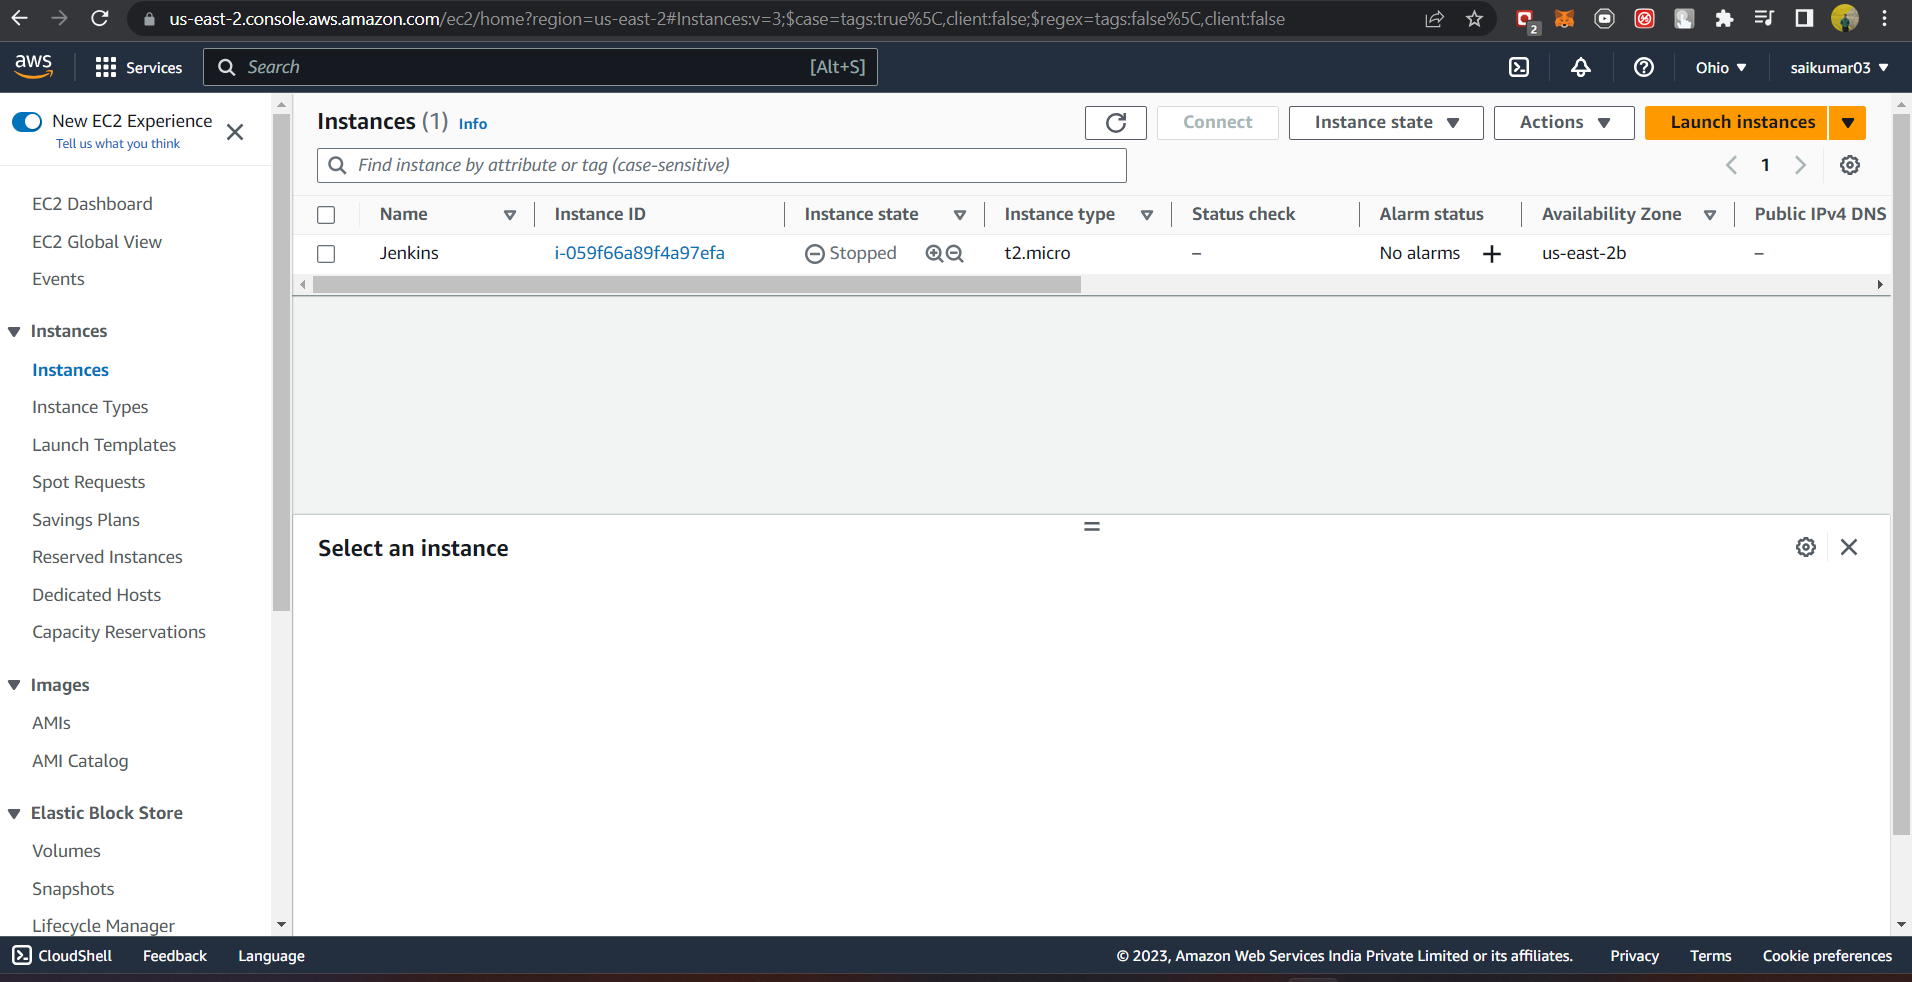 us-east-2.console.aws.amazon.com/ec2/home?region=us-east-2#Instances:v=3;$case=tags:true%5C,client:false;$regex=tags:false%5C,client:false
2
aws
Services
Search
[Alt+S]
Ohio
saikumar03
New EC2 Experience
Tell us what you think
EC2 Dashboard
EC2 Global View
Events
Instances
Instances
Instance Types
Launch Templates
Spot Requests
Savings Plans
Reserved Instances
Dedicated Hosts
Capacity Reservations
Images
AMIs
AMI Catalog
Elastic Block Store
Volumes
Snapshots
Lifecycle Manager
Instances (1) Info
Connect
Instance state
Actions
Launch instances
Find instance by attribute or tag (case-sensitive)
1
Name Instance ID Instance state Instance type Status check Alarm status Availability Zone Public IPv4 DNS
Jenkins i-059f66a89f4a97efa Stopped t2.micro – No alarms + us-east-2b –
Select an instance
CloudShell Feedback Language
© 2023, Amazon Web Services India Private Limited or its affiliates. Privacy Terms Cookie preferences